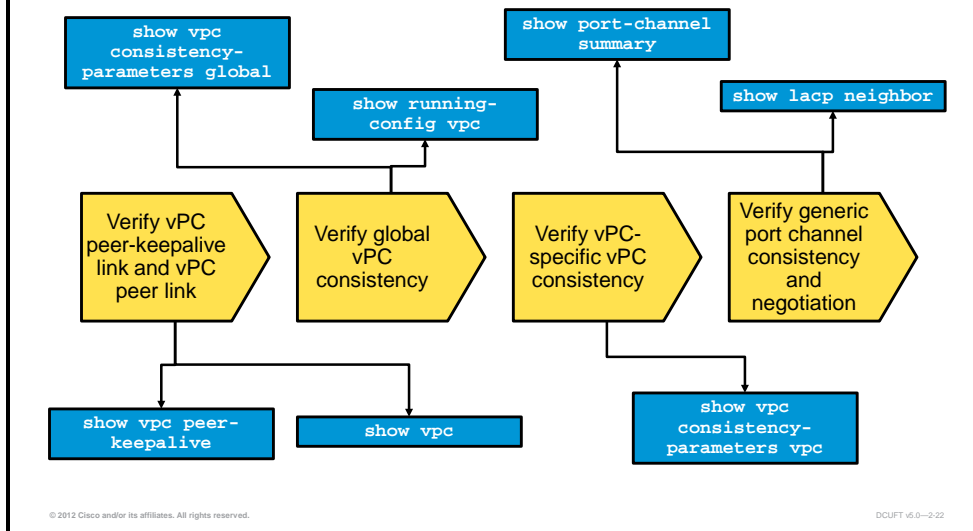 show vpc
consistency-
parameters global
show port-channel
summary
show running-
config vpc
show lacp neighbor
Verify vPC
peer-keepalive
link and vPC
peer link
Verify global
vPC
consistency
Verify vPC-
specific vPC
consistency
Verify generic
port channel
consistency
and
negotiation
show vpc peer-
keepalive
show vpc
show vpc
consistency-
parameters vpc
© 2012 Cisco and/or its affiliates. All rights reserved.
DCUFT v5.0—2-22